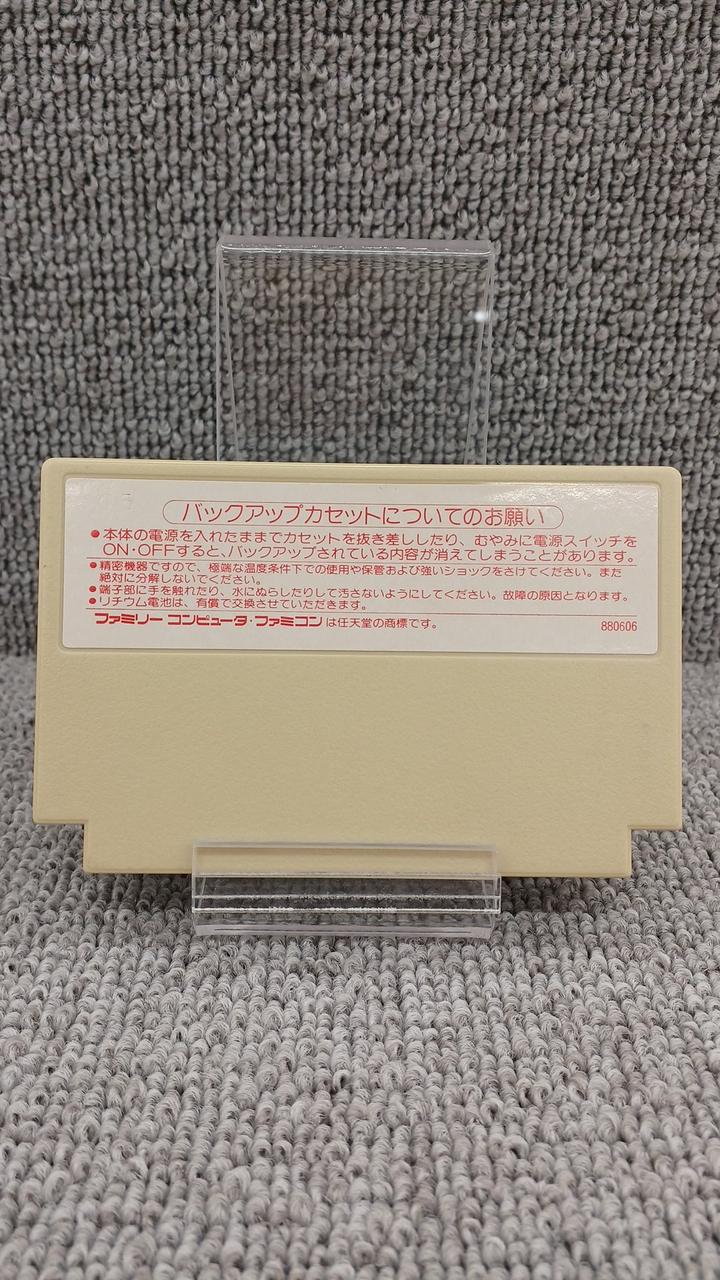 バックアップカセットについてのお願い
●本体の電源を入れたままでカセットを抜き差ししたり、むやみに電源スイッチを
ON・OFFすると、バックアップされている内容が消えてしまうことがあります。
●精密機器ですので、極端な温度条件下での使用や保管および強いショックをさけてください。また
絶対に分解しないでください。
●端子部に手を触れたり、水にぬらしたりして汚さないようにしてください。故障の原因となります。
●リチウム電池は、有償で交換させていただきます。
ファミリーコンピュータ・ファミコンは任天堂の商標です。 880606